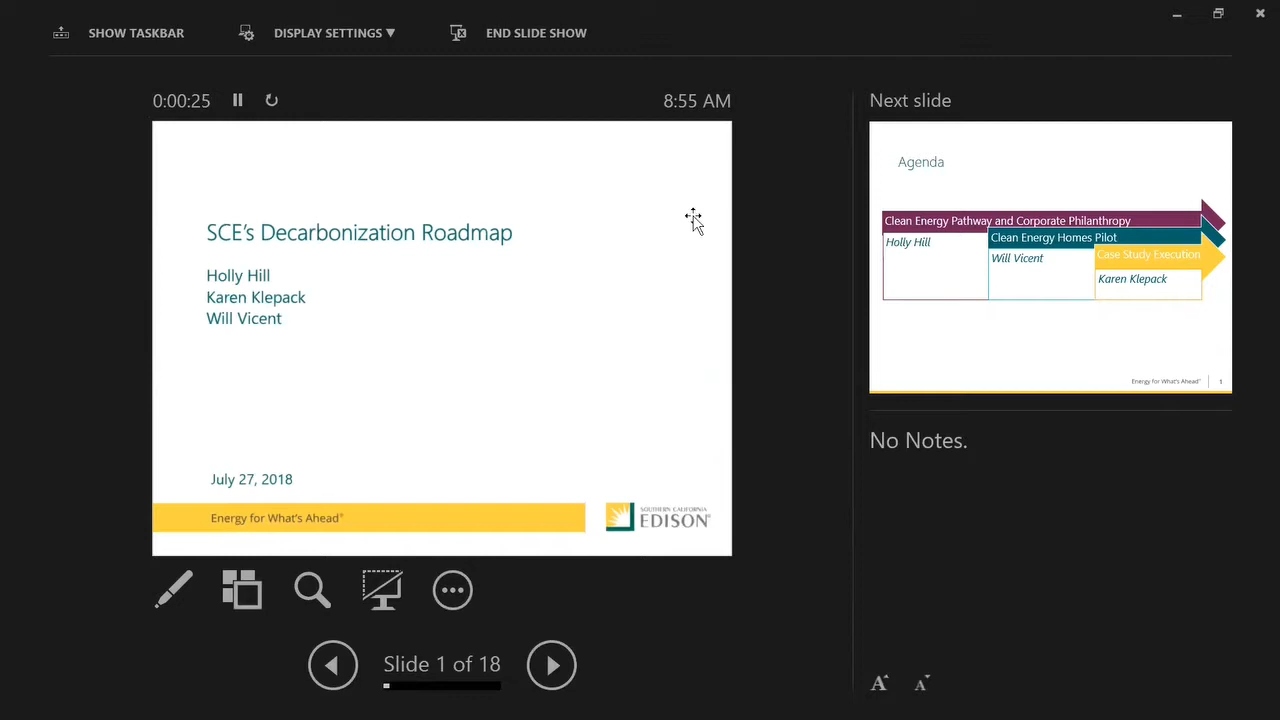 SHOW TASKBAR
DISPLAY SETTINGS ▼
END SLIDE SHOW
0:00:25
8:55 AM
SCE's Decarbonization Roadmap
Holly Hill
Karen Klepack
Will Vicent
July 27, 2018
Energy for What's Ahead®
SOUTHERN CALIFORNIA
EDISON®
Slide 1 of 18
Next slide
Agenda
Clean Energy Pathway and Corporate Philanthropy
Holly Hill
Clean Energy Homes Pilot
Will Vicent
Case Study Execution
Karen Klepack
Energy for What's Ahead®
1
No Notes.
A
A